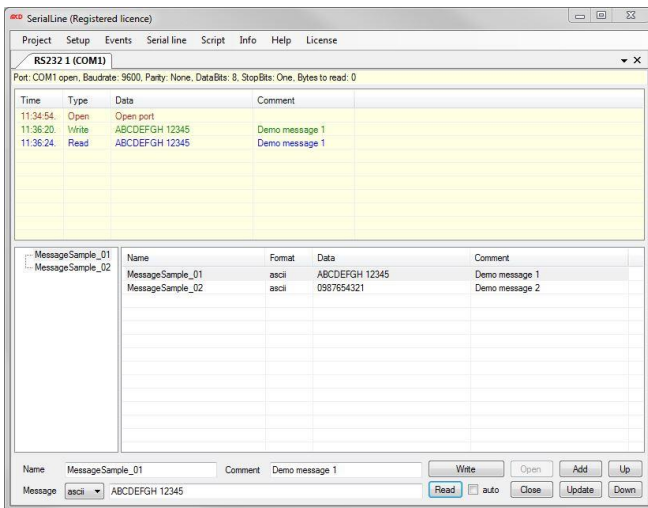 AXD SerialLine (Registered licence)
Project Setup Events Serial line Script Info Help License
RS232 1 (COM1)
Port: COM1 open, Baudrate: 9600, Parity: None, DataBits: 8, StopBits: One, Bytes to read: 0
Time Type Data Comment
11:34:54. Open Open port
11:36:20. Write ABCDEFGH 12345 Demo message 1
11:36:24. Read ABCDEFGH 12345 Demo message 1
MessageSample_01
MessageSample_02
Name Format Data Comment
MessageSample_01 ascii ABCDEFGH 12345 Demo message 1
MessageSample_02 ascii 0987654321 Demo message 2
Name MessageSample_01 Comment Demo message 1 Write Open Add Up
Message ascii ABCDEFGH 12345 Read auto Close Update Down